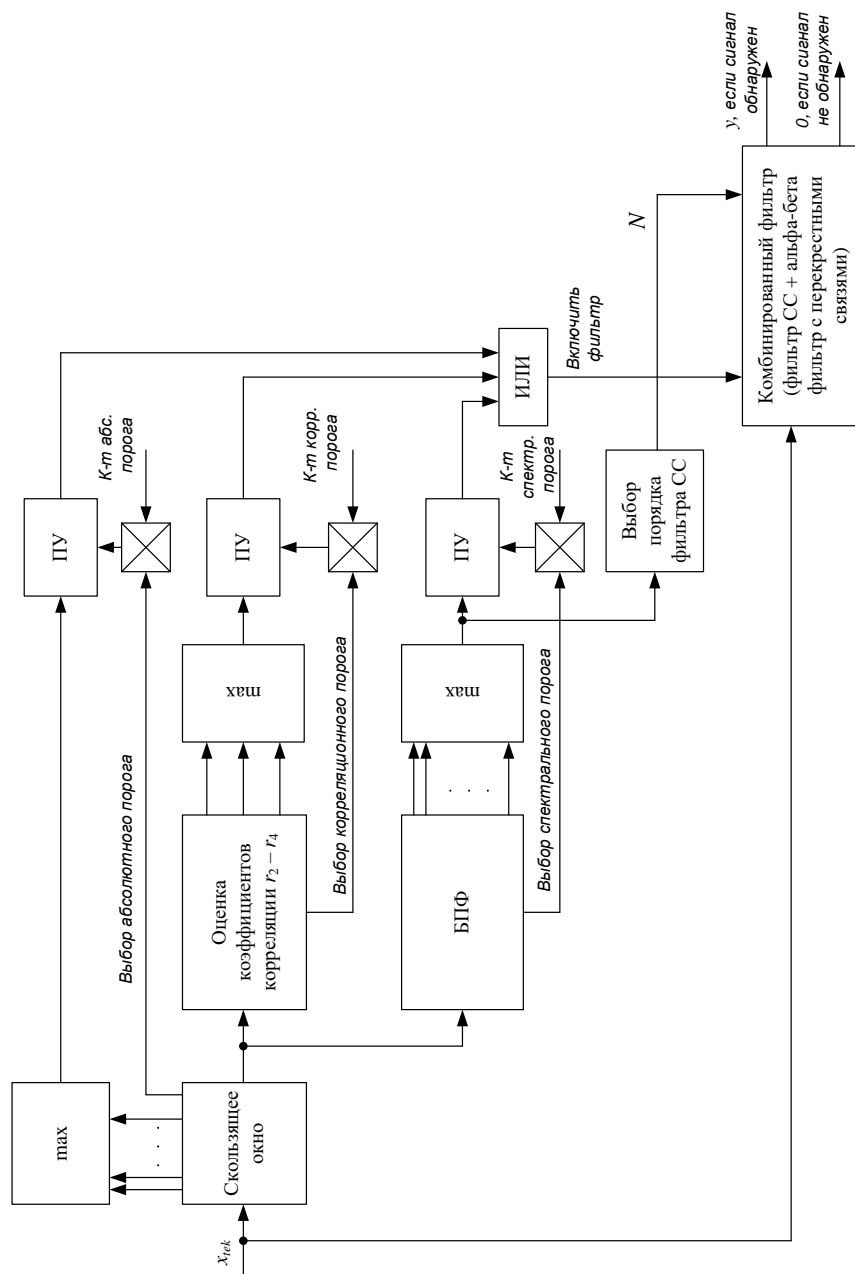 x_tek
Скользящее
окно
max
. . .
Выбор абсолютного порога
ПУ
К-т абс.
порога
Оценка
коэффициентов
корреляции r₂ – r₄
max
Выбор корреляционного порога
ПУ
К-т корр.
порога
БПФ
. . .
max
Выбор спектрального порога
ПУ
К-т
спектр.
порога
ИЛИ
Включить
фильтр
Выбор
порядка
фильтра СС
N
Комбинированный фильтр
(фильтр СС + альфа-бета
фильтр с перекрестными
связями)
y, если сигнал
обнаружен
0, если сигнал
не обнаружен